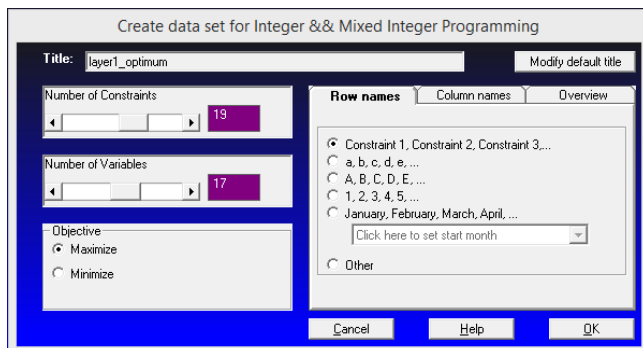 Create data set for Integer && Mixed Integer Programming
Title: layer1_optimum
Modify default title
Number of Constraints
19
Number of Variables
17
Objective
Maximize
Minimize
Row names
Column names
Overview
Constraint 1, Constraint 2, Constraint 3,...
a, b, c, d, e, ...
A, B, C, D, E, ...
1, 2, 3, 4, 5, ...
January, February, March, April, ...
Click here to set start month
Other
Cancel
Help
OK